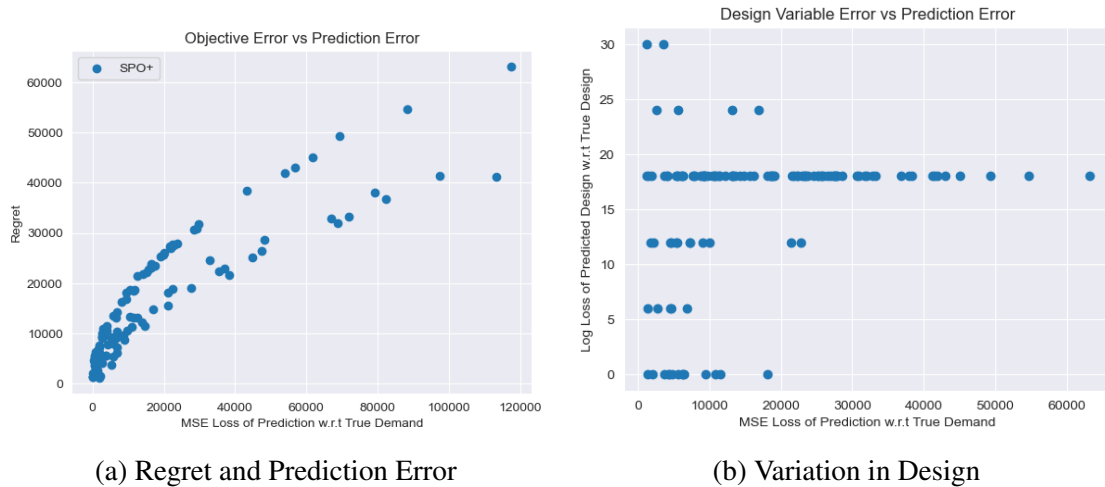 Objective Error vs Prediction Error
SPO+
Regret
60000
50000
40000
30000
20000
10000
0
0 20000 40000 60000 80000 100000 120000
MSE Loss of Prediction w.r.t True Demand
(a) Regret and Prediction Error
Design Variable Error vs Prediction Error
Log Loss of Predicted Design w.r.t True Design
30
25
20
15
10
5
0
0 10000 20000 30000 40000 50000 60000
MSE Loss of Prediction w.r.t True Demand
(b) Variation in Design